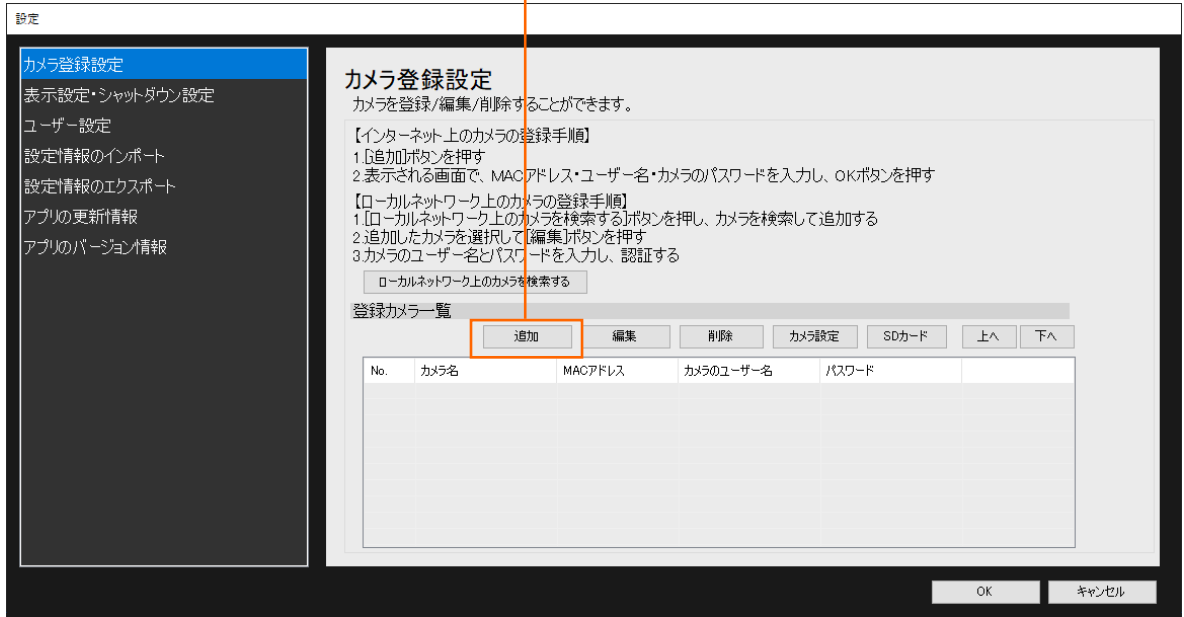 設定
カメラ登録設定
表示設定・シャットダウン設定
ユーザー設定
設定情報のインポート
設定情報のエクスポート
アプリの更新情報
アプリのバージョン情報
カメラ登録設定
カメラを登録/編集/削除することができます。
【インターネット上のカメラの登録手順】
1.[追加]ボタンを押す
2.表示される画面で、MACアドレス・ユーザー名・カメラのパスワードを入力し、OKボタンを押す
【ローカルネットワーク上のカメラの登録手順】
1.[ローカルネットワーク上のカメラを検索する]ボタンを押し、カメラを検索して追加する
2.追加したカメラを選択して[編集]ボタンを押す
3.カメラのユーザー名とパスワードを入力し、認証する
ローカルネットワーク上のカメラを検索する
登録カメラ一覧
追加 編集 削除 カメラ設定 SDカード 上へ 下へ
No. カメラ名 MACアドレス カメラのユーザー名 パスワード
OK キャンセル